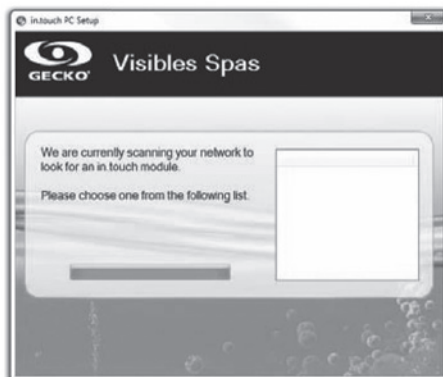 in.touch PC Setup
GECKO
Visibles Spas
We are currently scanning your network to
look for an in.touch module.
Please choose one from the following list.